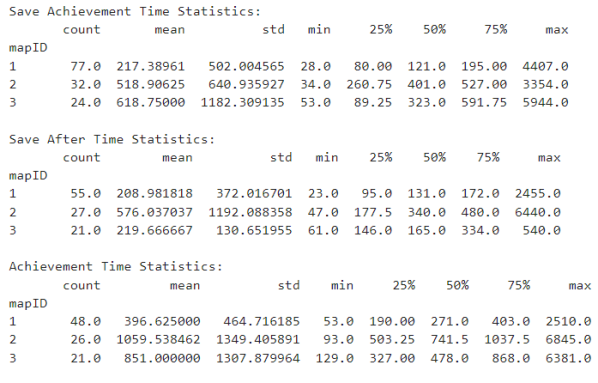 Save Achievement Time Statistics:
count mean std min 25% 50% 75% max
mapID
1 77.0 217.38961 502.004565 28.0 80.00 121.0 195.00 4407.0
2 32.0 518.90625 640.935927 34.0 260.75 401.0 527.00 3354.0
3 24.0 618.75000 1182.309135 53.0 89.25 323.0 591.75 5944.0
Save After Time Statistics:
count mean std min 25% 50% 75% max
mapID
1 55.0 208.981818 372.016701 23.0 95.0 131.0 172.0 2455.0
2 27.0 576.037037 1192.088358 47.0 177.5 340.0 480.0 6440.0
3 21.0 219.666667 130.651955 61.0 146.0 165.0 334.0 540.0
Achievement Time Statistics:
count mean std min 25% 50% 75% max
mapID
1 48.0 396.625000 464.716185 53.0 190.00 271.0 403.0 2510.0
2 26.0 1059.538462 1349.405891 93.0 503.25 741.5 1037.5 6845.0
3 21.0 851.000000 1307.879964 129.0 327.00 478.0 868.0 6381.0